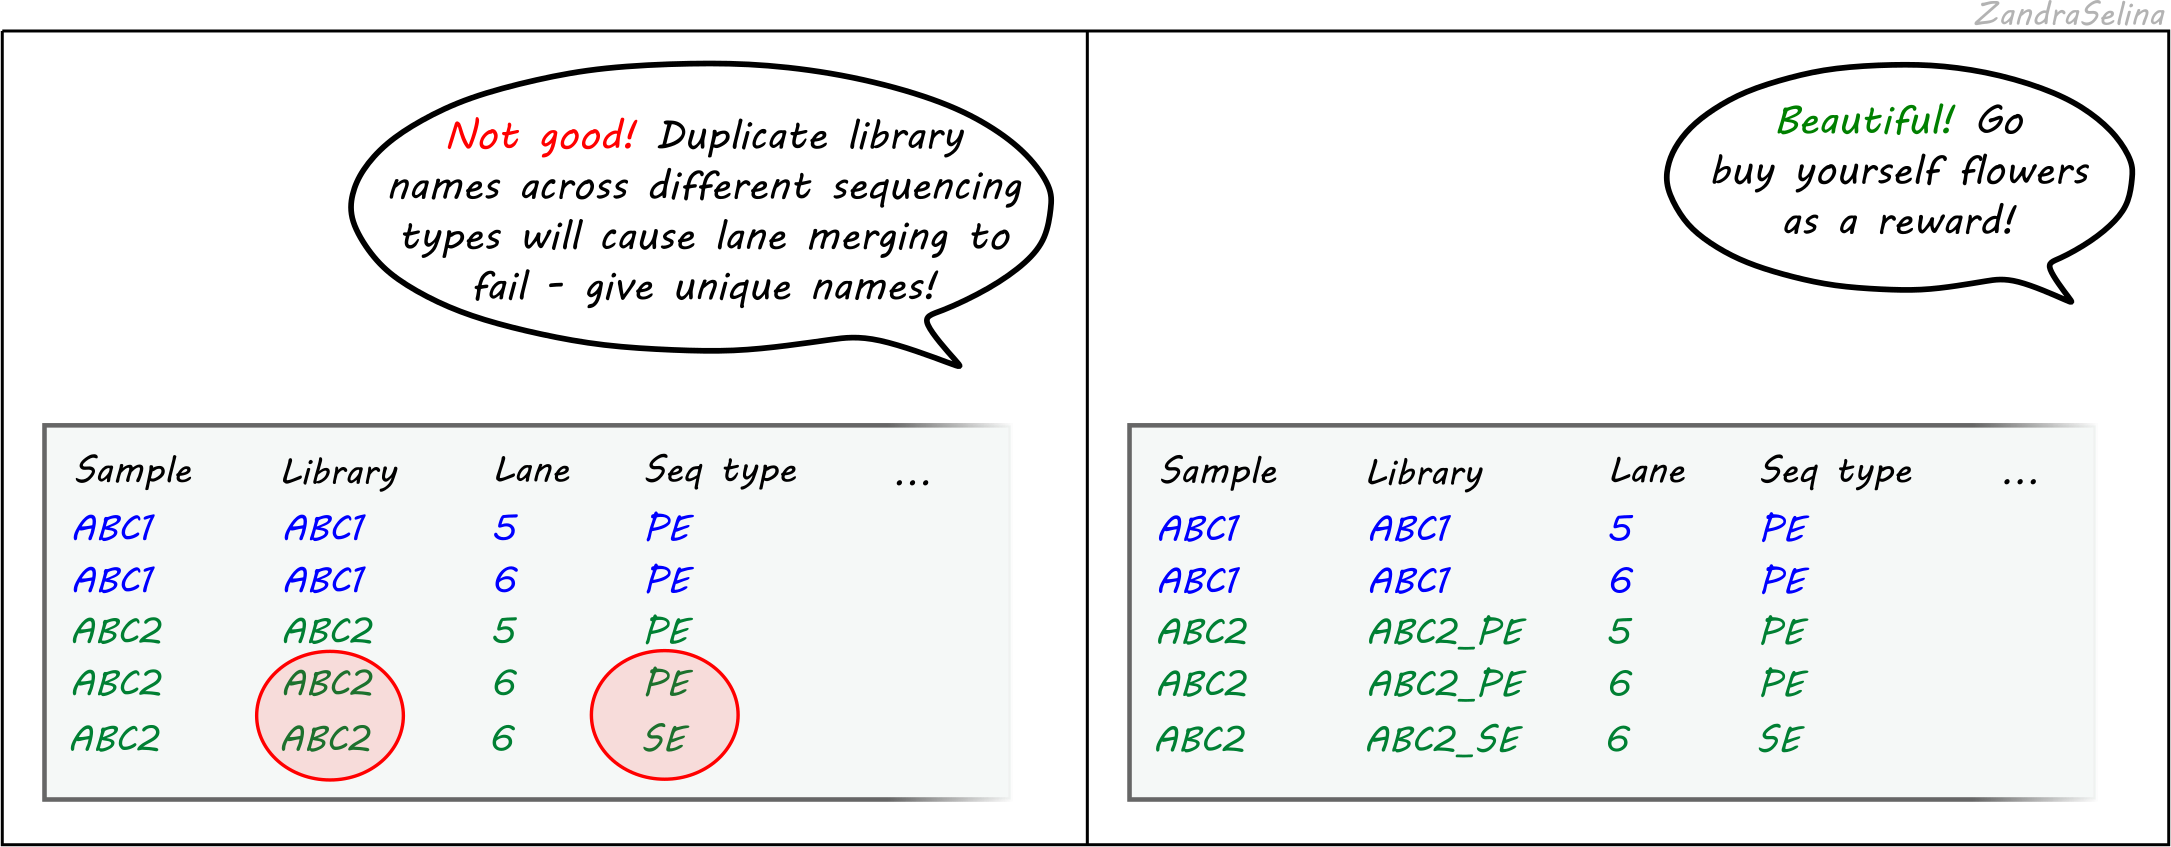 ZandraSelina
Not good! Duplicate library
names across different sequencing
types will cause lane merging to
fail - give unique names!
Sample Library Lane Seq type ...
ABC1 ABC1 5 PE
ABC1 ABC1 6 PE
ABC2 ABC2 5 PE
ABC2 ABC2 6 PE
ABC2 ABC2 6 SE
Beautiful! Go
buy yourself flowers
as a reward!
Sample Library Lane Seq type ...
ABC1 ABC1 5 PE
ABC1 ABC1 6 PE
ABC2 ABC2_PE 5 PE
ABC2 ABC2_PE 6 PE
ABC2 ABC2_SE 6 SE